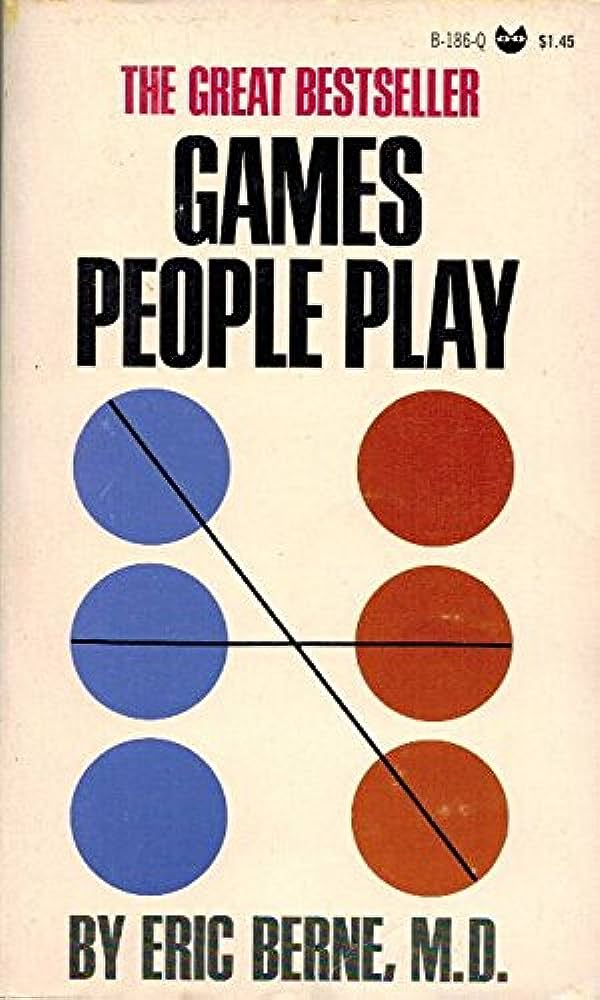 B-186-Q $1.45
THE GREAT BESTSELLER
GAMES
PEOPLE PLAY
BY ERIC BERNE, M.D.